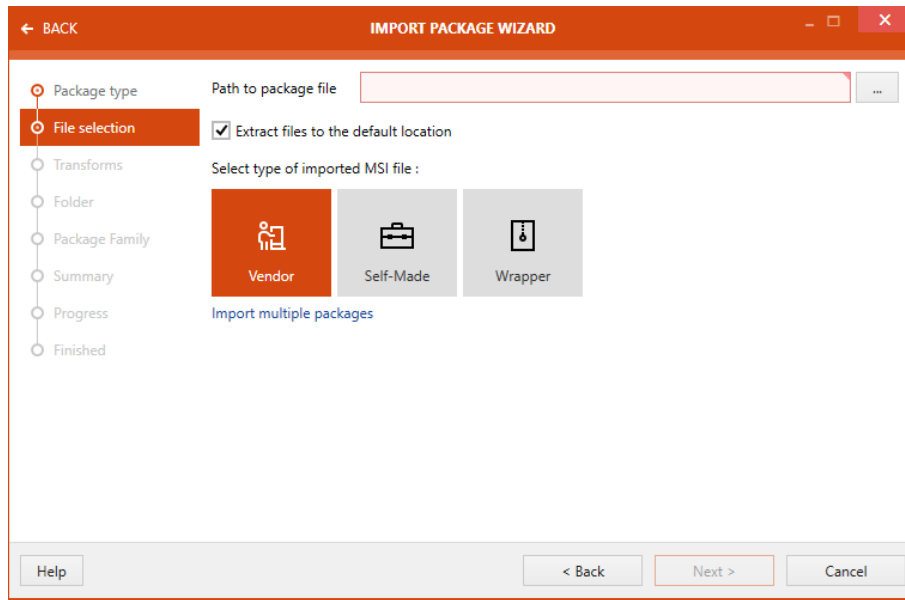 ← BACK
IMPORT PACKAGE WIZARD
Package type
File selection
Transforms
Folder
Package Family
Summary
Progress
Finished
Path to package file
...
Extract files to the default location
Select type of imported MSI file :
Vendor
Self-Made
Wrapper
Import multiple packages
Help
< Back
Next >
Cancel